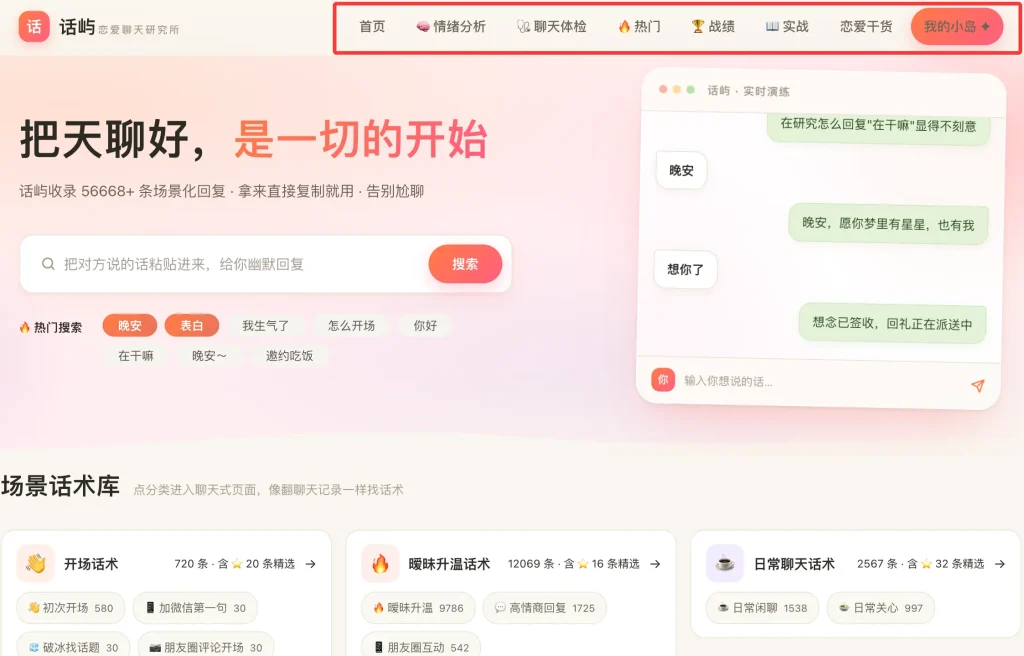 话 话屿 恋爱聊天研究所 首页 🧠 情绪分析 🩺 聊天体检 🔥 热门 🏆 战绩 📖 实战 恋爱干货 我的小岛 ✦
把天聊好，是一切的开始
话屿收录 56668+ 条场景化回复 · 拿来直接复制就用 · 告别尬聊
把对方说的话粘贴进来，给你幽默回复 搜索
🔥 热门搜索 晚安 表白 我生气了 怎么开场 你好
在干嘛 晚安～ 邀约吃饭
话屿 · 实时演练
在研究怎么回复"在干嘛"显得不刻意
晚安
晚安，愿你梦里有星星，也有我
想你了
想念已签收，回礼正在派送中
你 输入你想说的话...
场景话术库 点分类进入聊天式页面，像翻聊天记录一样找话术
👋 开场话术 720 条 · 含⭐20 条精选 →
👋 初次开场 580 📱 加微信第一句 30
🧊 破冰找话题 30 📷 朋友圈评论开场 30
🔥 暧昧升温话术 12069 条 · 含⭐16 条精选 →
🔥 暧昧升温 9786 💬 高情商回复 1725
📱 朋友圈互动 542
☕ 日常聊天话术 2567 条 · 含⭐32 条精选 →
☕ 日常闲聊 1538 🍵 日常关心 997